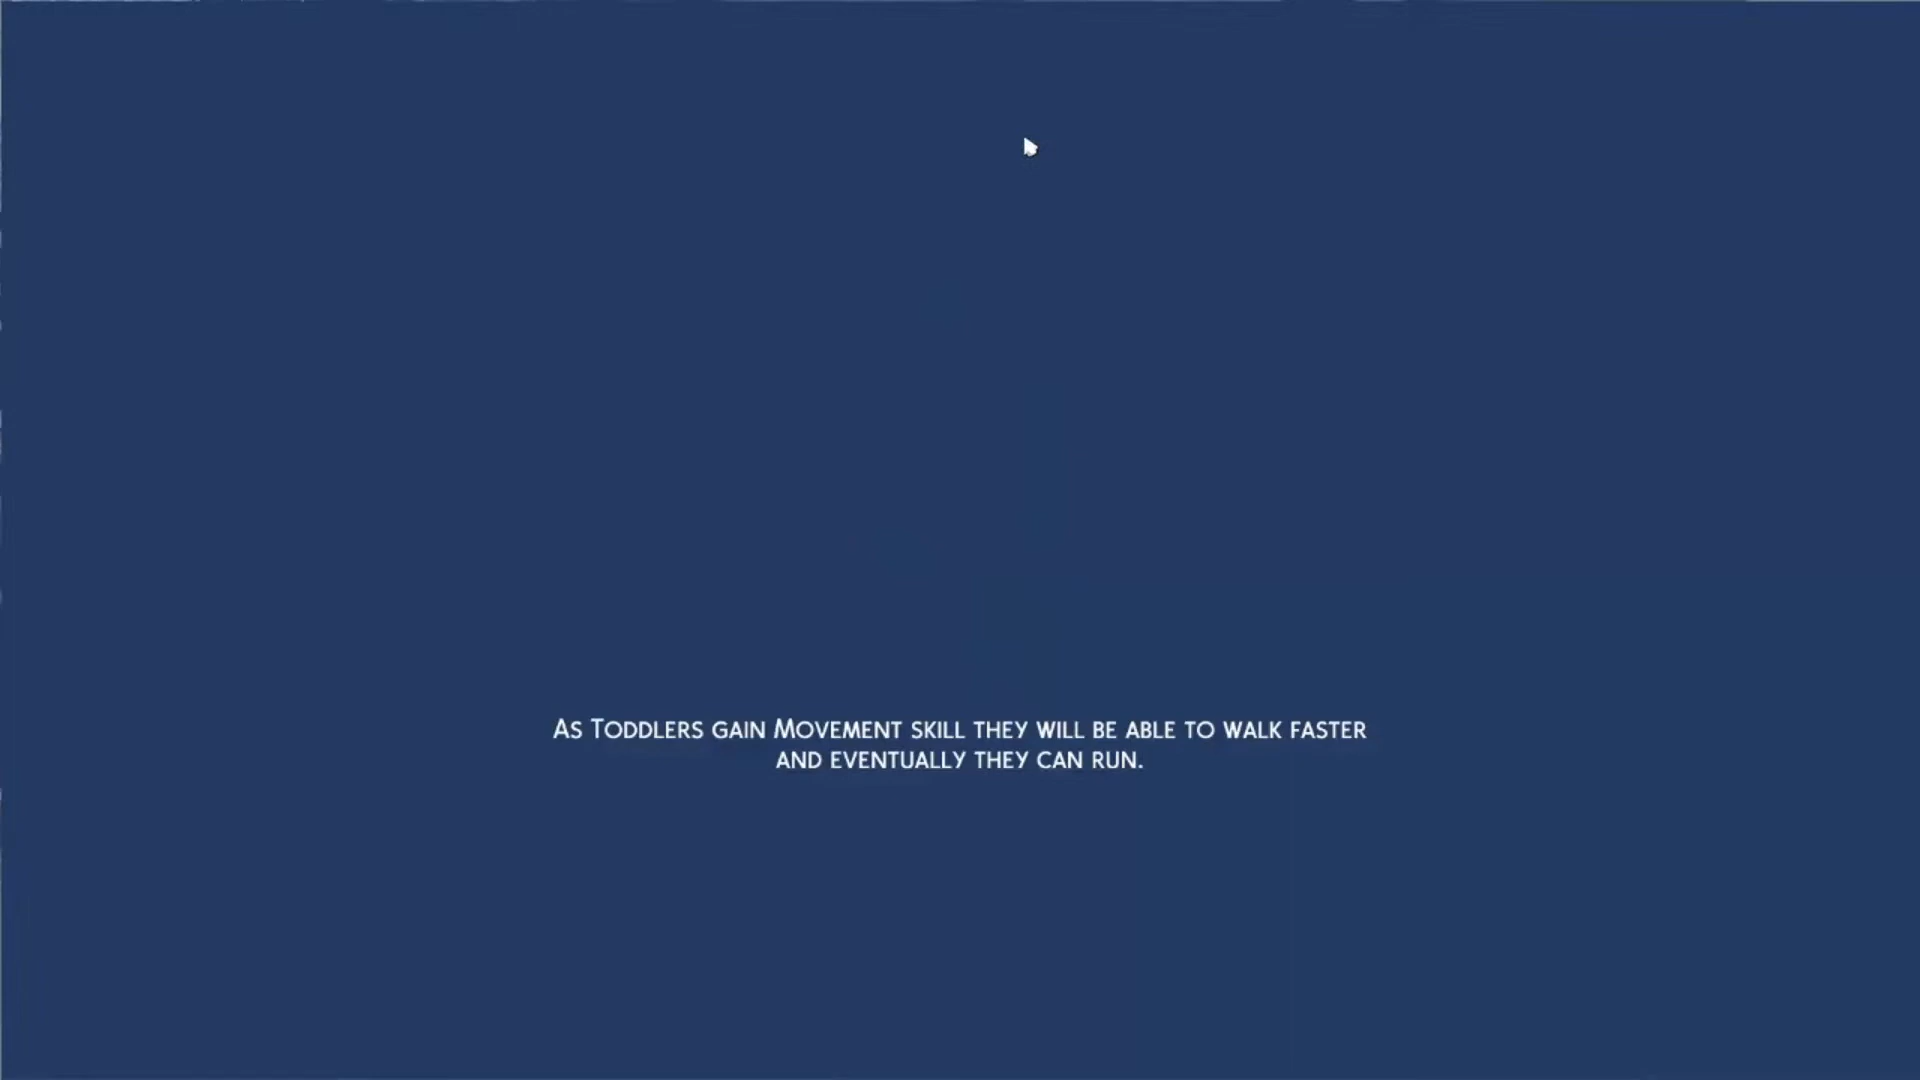 As Toddlers gain Movement skill they will be able to walk faster
and eventually they can run.